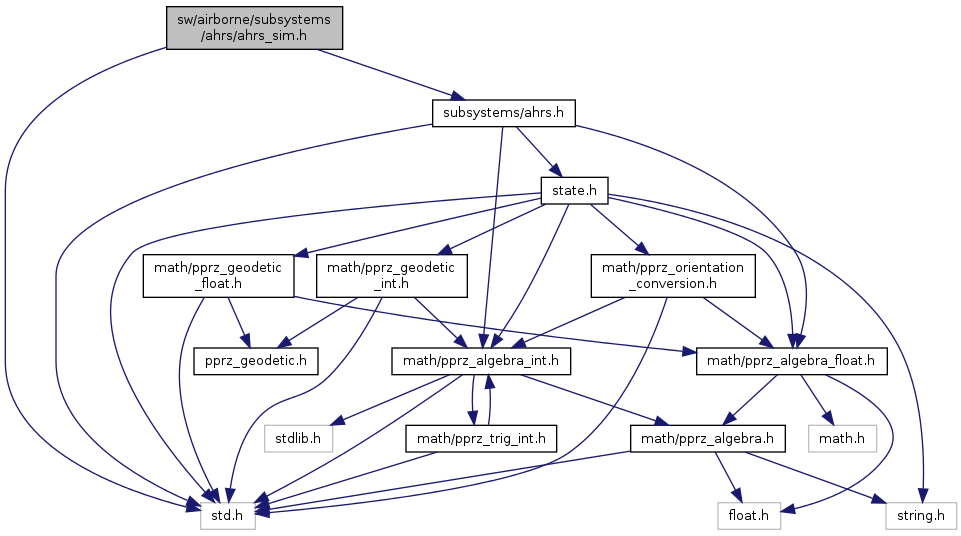 sw/airborne/subsystems
/ahrs/ahrs_sim.h
subsystems/ahrs.h
state.h
math/pprz_geodetic
_float.h
math/pprz_geodetic
_int.h
math/pprz_orientation
_conversion.h
pprz_geodetic.h
math/pprz_algebra_int.h
math/pprz_algebra_float.h
stdlib.h
math/pprz_trig_int.h
math/pprz_algebra.h
math.h
std.h
float.h
string.h